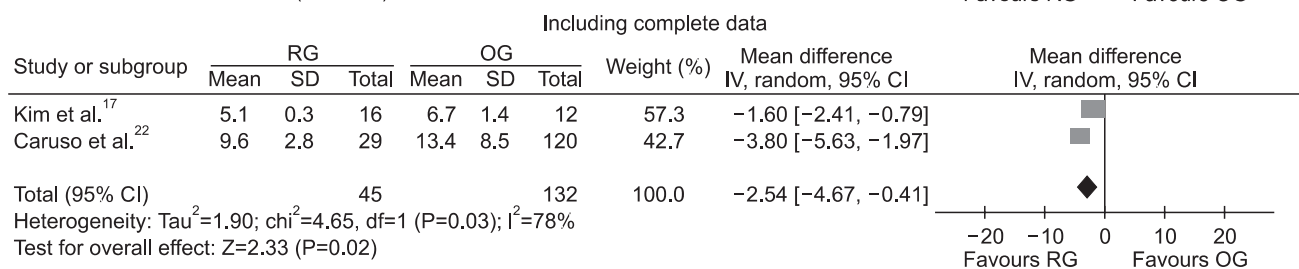 Including complete data
Study or subgroup RG OG Weight (%) Mean difference Mean difference
Mean SD Total Mean SD Total IV, random, 95% CI IV, random, 95% CI
Kim et al.17 5.1 0.3 16 6.7 1.4 12 57.3 −1.60 [−2.41, −0.79]
Caruso et al.22 9.6 2.8 29 13.4 8.5 120 42.7 −3.80 [−5.63, −1.97]
Total (95% CI) 45 132 100.0 −2.54 [−4.67, −0.41]
Heterogeneity: Tau2=1.90; chi2=4.65, df=1 (P=0.03); I2=78%
Test for overall effect: Z=2.33 (P=0.02)
−20 −10 0 10 20
Favours RG Favours OG